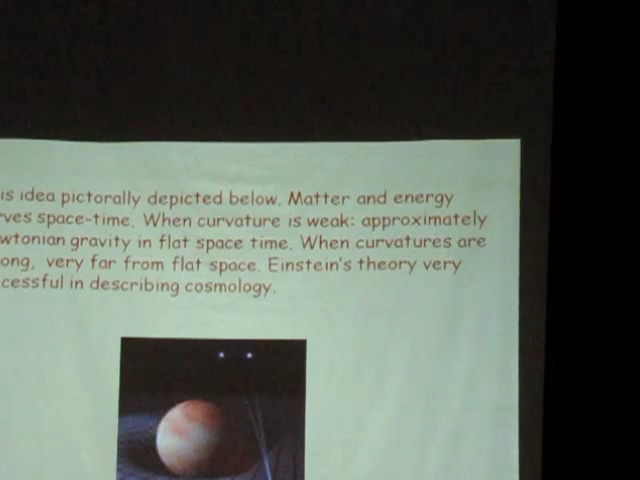 is idea pictorally depicted below. Matter and energy
rves space-time. When curvature is weak: approximately
wtonian gravity in flat space time. When curvatures are
ong, very far from flat space. Einstein's theory very
cessful in describing cosmology.